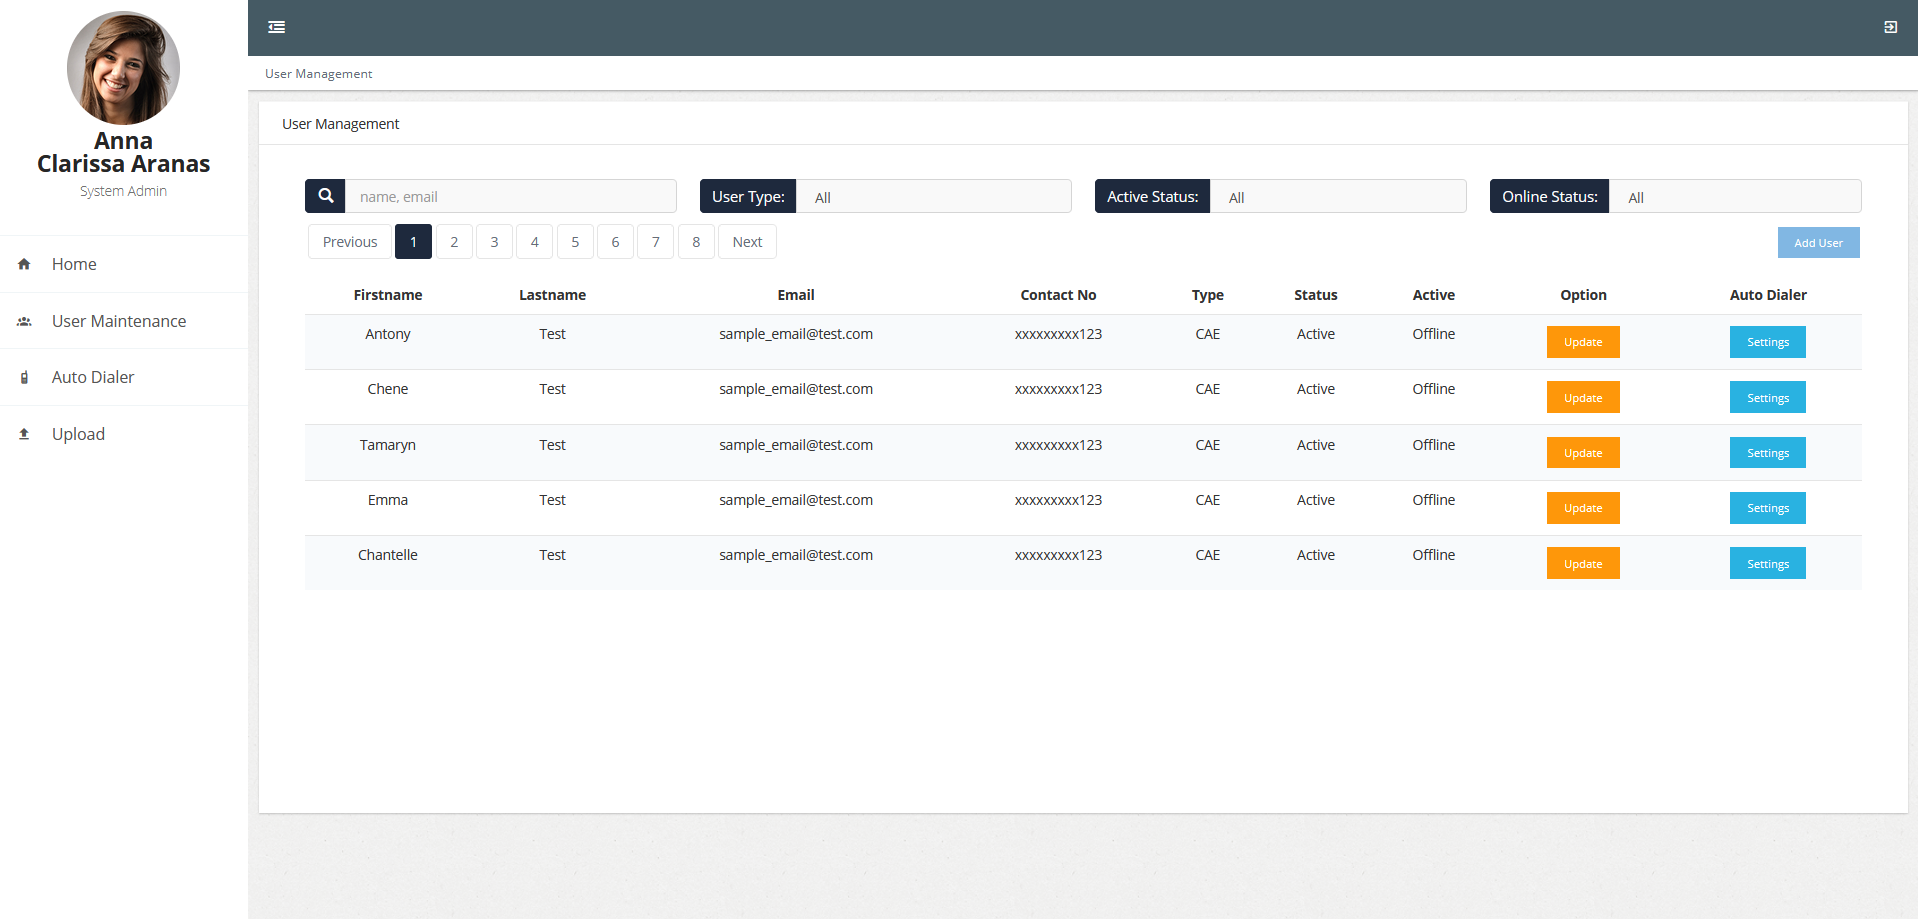 Anna
Clarissa Aranas
System Admin
Home
User Maintenance
Auto Dialer
Upload
User Management
User Management
name, email User Type: All Active Status: All Online Status: All
Previous 1 2 3 4 5 6 7 8 Next Add User
Firstname Lastname Email Contact No Type Status Active Option Auto Dialer
Antony Test sample_email@test.com xxxxxxxxx123 CAE Active Offline Update Settings
Chene Test sample_email@test.com xxxxxxxxx123 CAE Active Offline Update Settings
Tamaryn Test sample_email@test.com xxxxxxxxx123 CAE Active Offline Update Settings
Emma Test sample_email@test.com xxxxxxxxx123 CAE Active Offline Update Settings
Chantelle Test sample_email@test.com xxxxxxxxx123 CAE Active Offline Update Settings